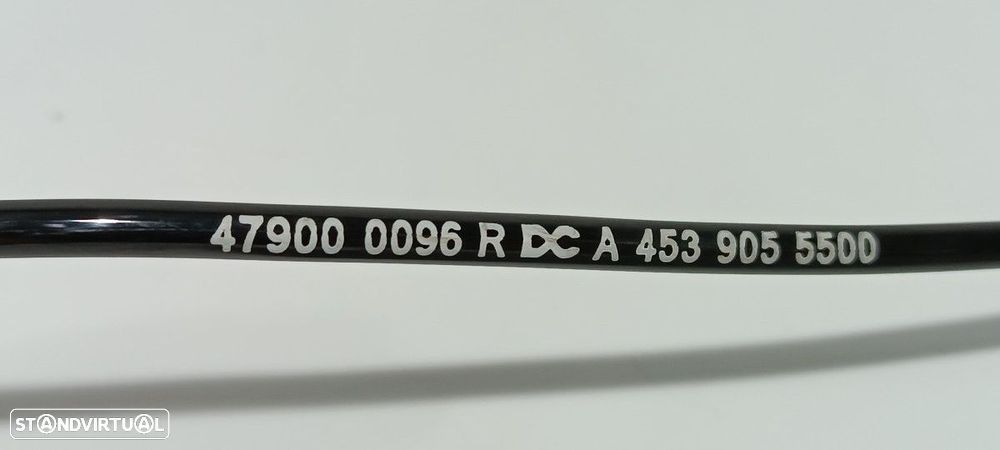 47900 0096 R DC A 453 905 5500
STANDVIRTUAL